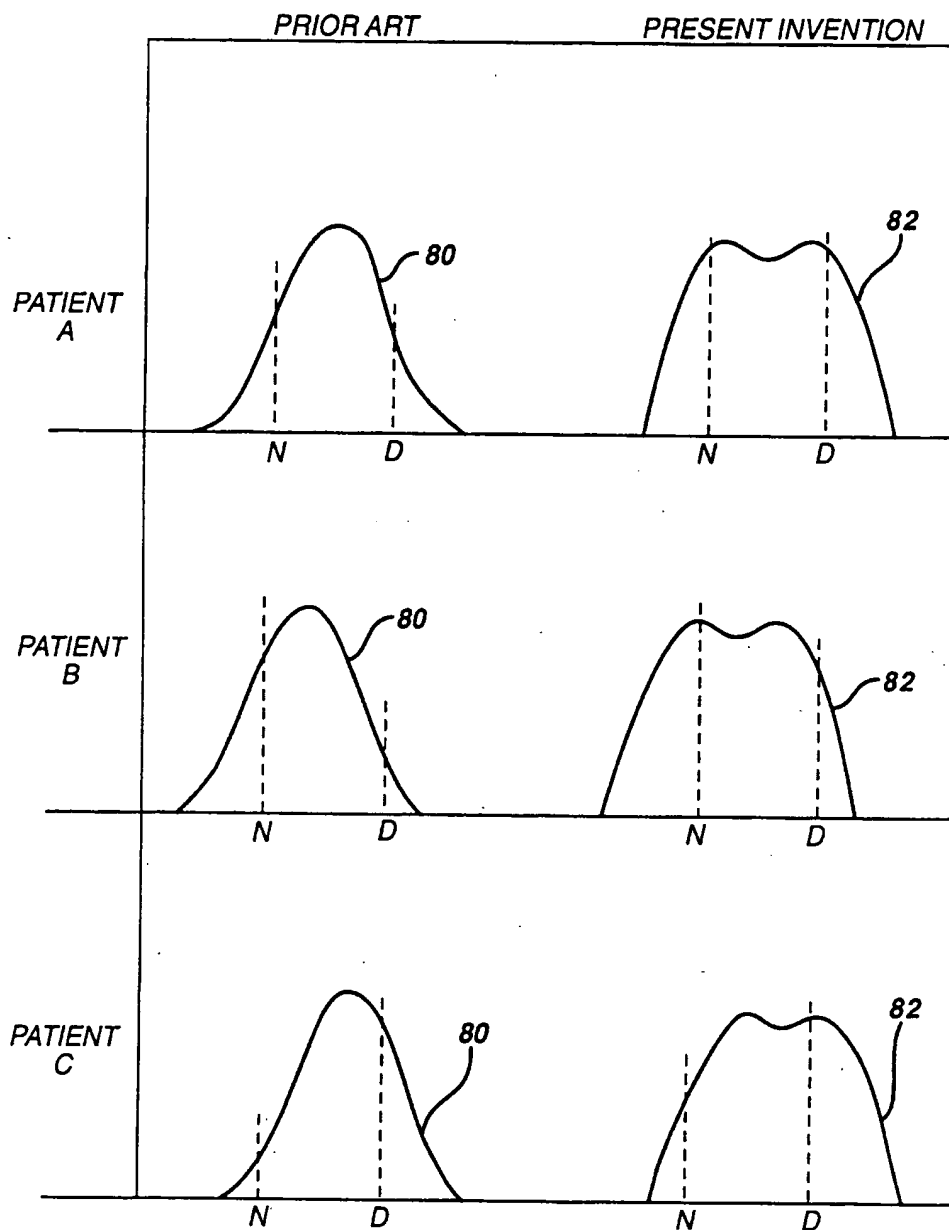 PRIOR ART
PRESENT INVENTION
PATIENT
A
80
82
N
D
N
D
PATIENT
B
80
82
N
D
N
D
PATIENT
C
80
82
N
D
N
D